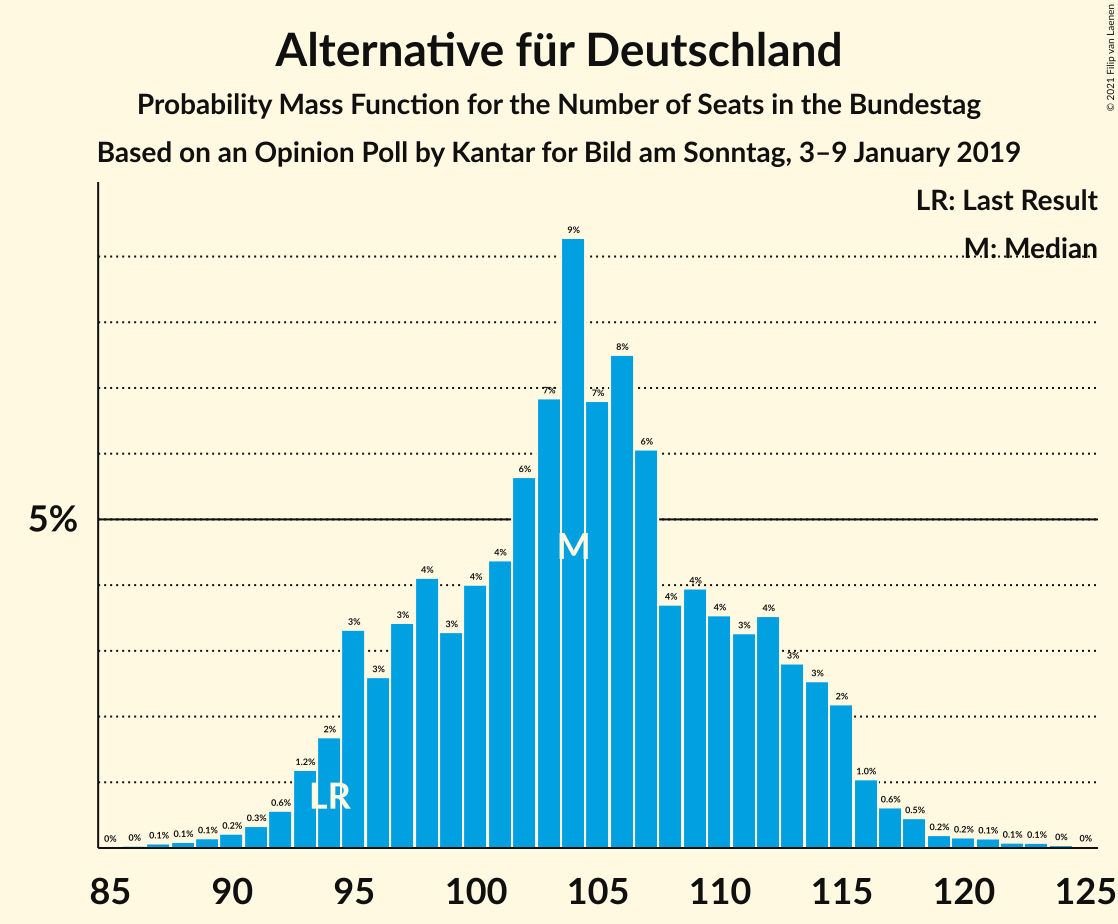 Alternative für Deutschland
Probability Mass Function for the Number of Seats in the Bundestag
Based on an Opinion Poll by Kantar for Bild am Sonntag, 3–9 January 2019
© 2021 Filip van Laenen
LR: Last Result
M: Median
5%
0% 0% 0.1% 0.1% 0.1% 0.2% 0.3% 0.6% 1.2% 2% 3% 3% 3% 4% 3% 4% 4% 6% 7% 9% 7% 8% 6% 4% 4% 4% 3% 4% 3% 3% 2% 1.0% 0.6% 0.5% 0.2% 0.2% 0.1% 0.1% 0.1% 0% 0%
M
LR
85 90 95 100 105 110 115 120 125